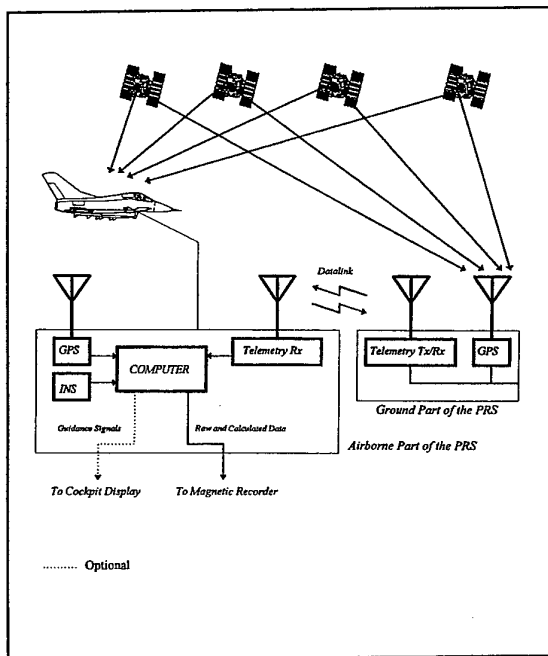 Datalink
GPS
COMPUTER
Telemetry Rx
Telemetry Tx/Rx
GPS
INS
Ground Part of the PRS
Guidance Signals
Raw and Calculated Data
Airborne Part of the PRS
To Cockpit Display
To Magnetic Recorder
Optional